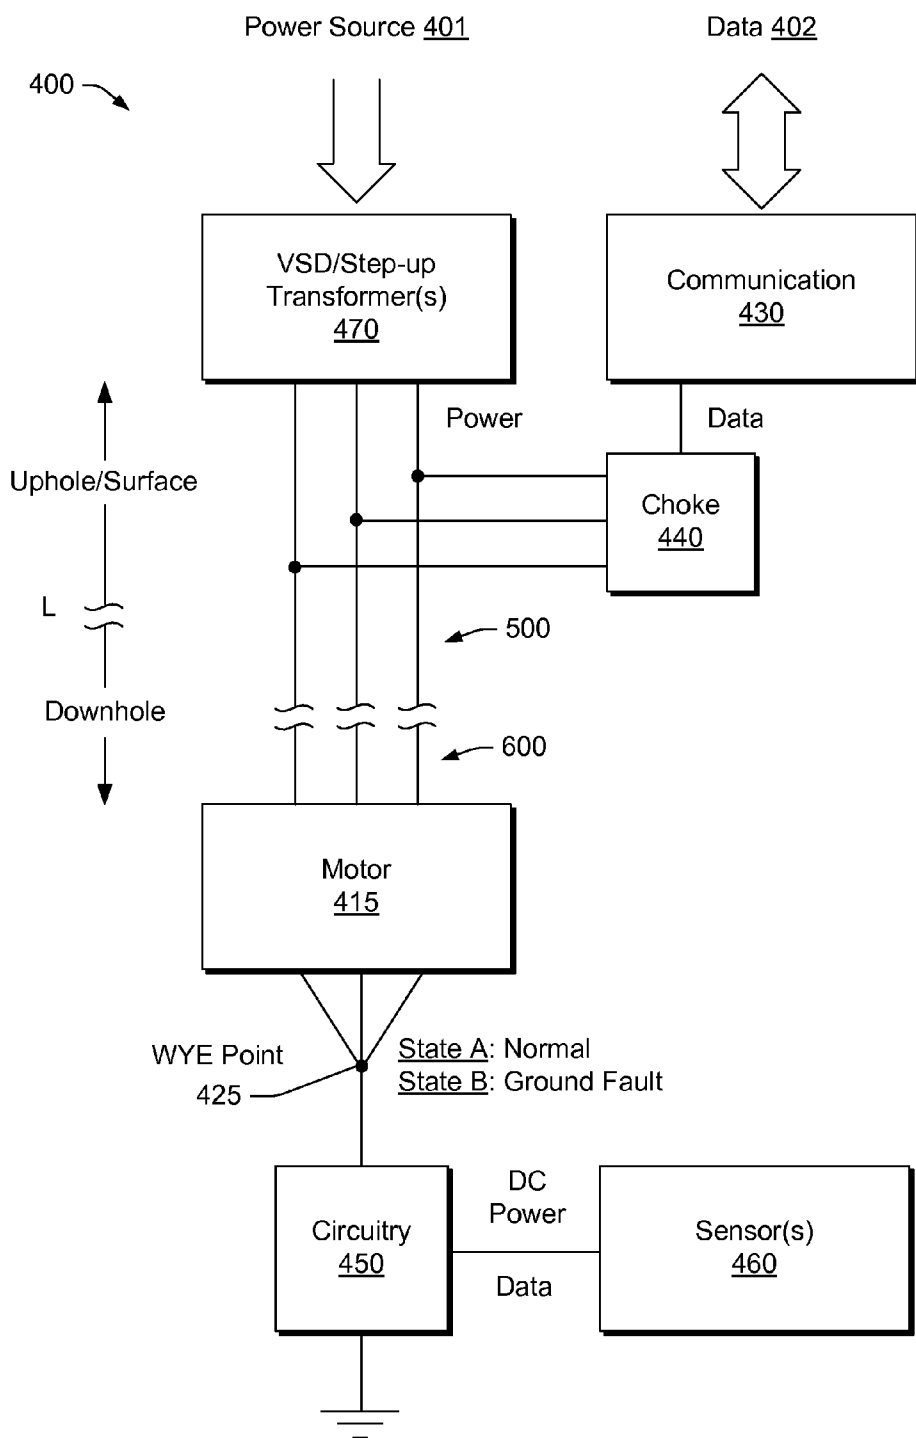 Power Source 401
Data 402
400
VSD/Step-up
Transformer(s)
470
Communication
430
Power
Data
Uphole/Surface
Choke
440
L
500
Downhole
600
Motor
415
WYE Point
425
State A: Normal
State B: Ground Fault
Circuitry
450
DC
Power
Data
Sensor(s)
460